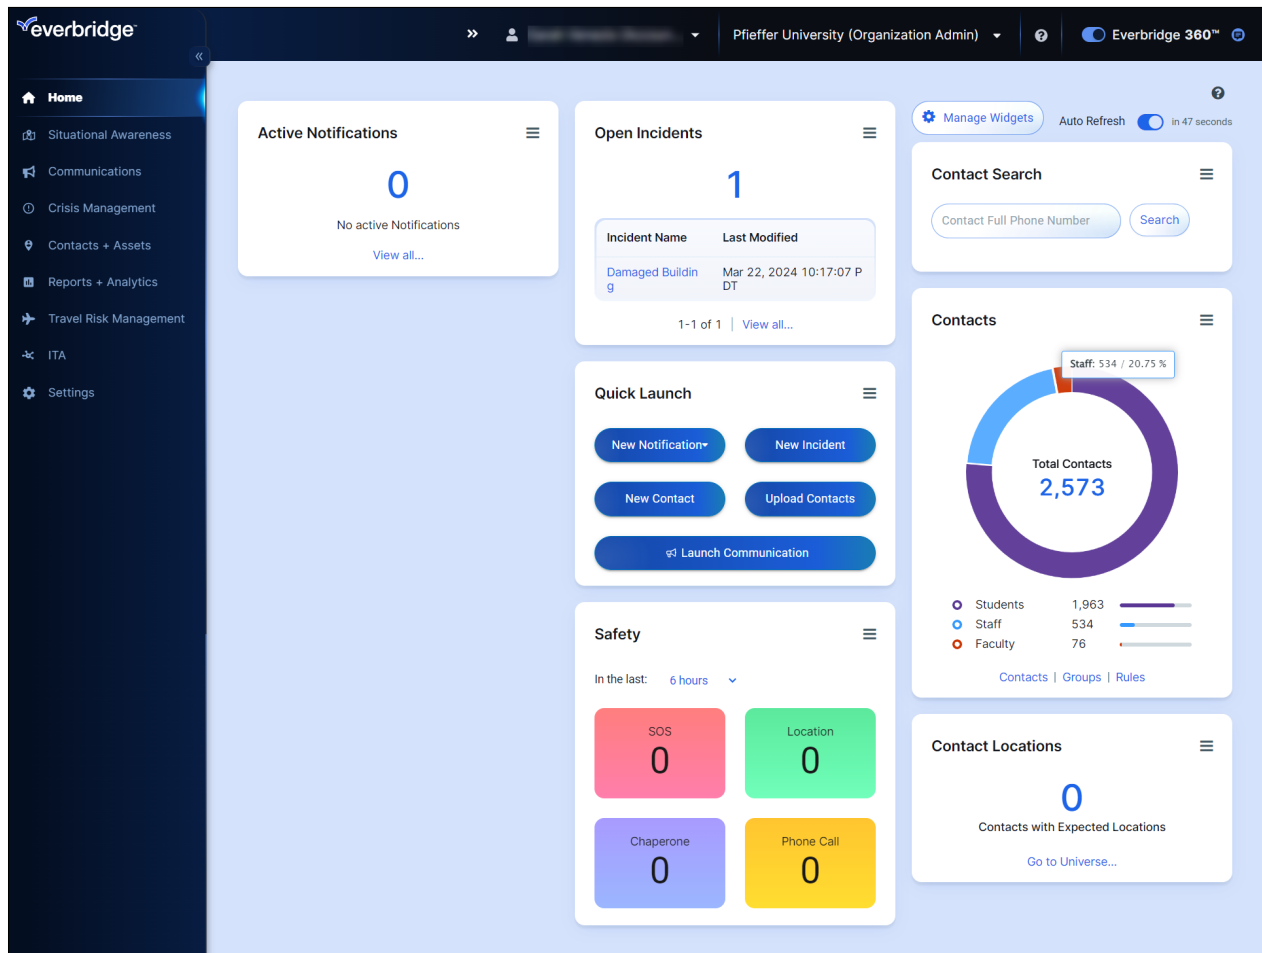 everbridge™
Pfieffer University (Organization Admin)
Everbridge 360™
Home
Situational Awareness
Communications
Crisis Management
Contacts + Assets
Reports + Analytics
Travel Risk Management
ITA
Settings
Active Notifications
0
No active Notifications
View all...
Open Incidents
1
Incident Name Last Modified
Damaged Buildin
g
Mar 22, 2024 10:17:07 P
DT
1-1 of 1 | View all...
Quick Launch
New Notification
New Incident
New Contact
Upload Contacts
Launch Communication
Safety
In the last: 6 hours
SOS
0
Location
0
Chaperone
0
Phone Call
0
Manage Widgets
Auto Refresh
in 47 seconds
Contact Search
Contact Full Phone Number
Search
Contacts
Staff: 534 / 20.75 %
Total Contacts
2,573
Students 1,963
Staff 534
Faculty 76
Contacts | Groups | Rules
Contact Locations
0
Contacts with Expected Locations
Go to Universe...